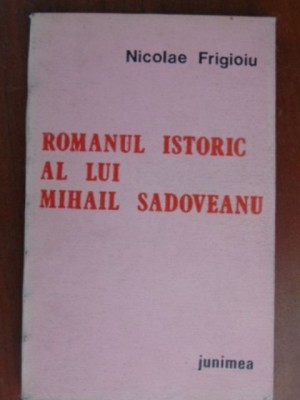 Nicolae Frigioiu
ROMANUL ISTORIC
AL LUI
MIHAIL SADOVEANU
junimea